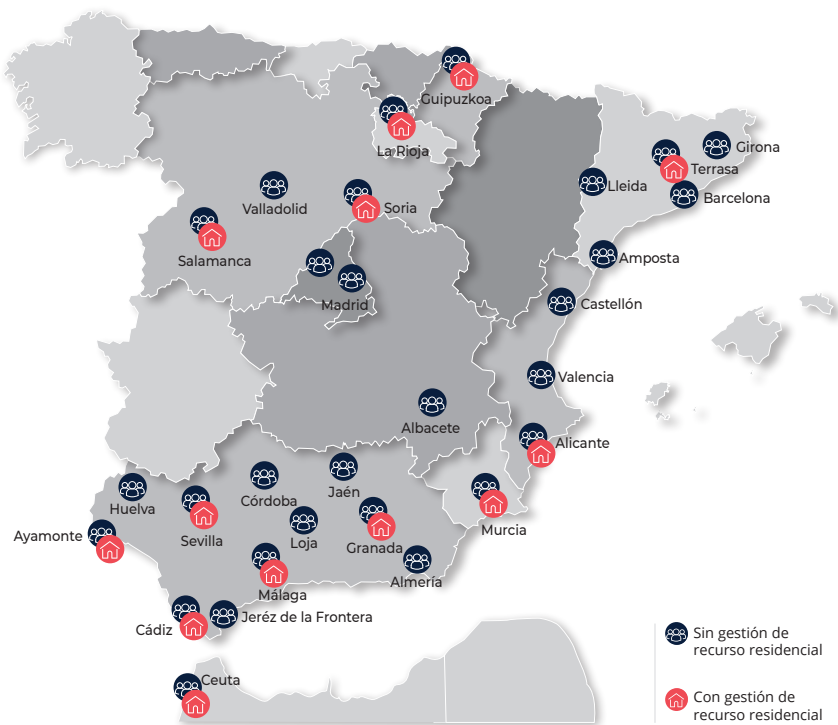 Guipuzkoa
La Rioja
Girona
Terrasa
Lleida
Barcelona
Valladolid
Soria
Salamanca
Amposta
Madrid
Castellón
Valencia
Albacete
Alicante
Jaén
Córdoba
Huelva
Murcia
Ayamonte
Sevilla
Loja
Granada
Almería
Málaga
Jeréz de la Frontera
Cádiz
Ceuta
Sin gestión de
recurso residencial
Con gestión de
recurso residencial